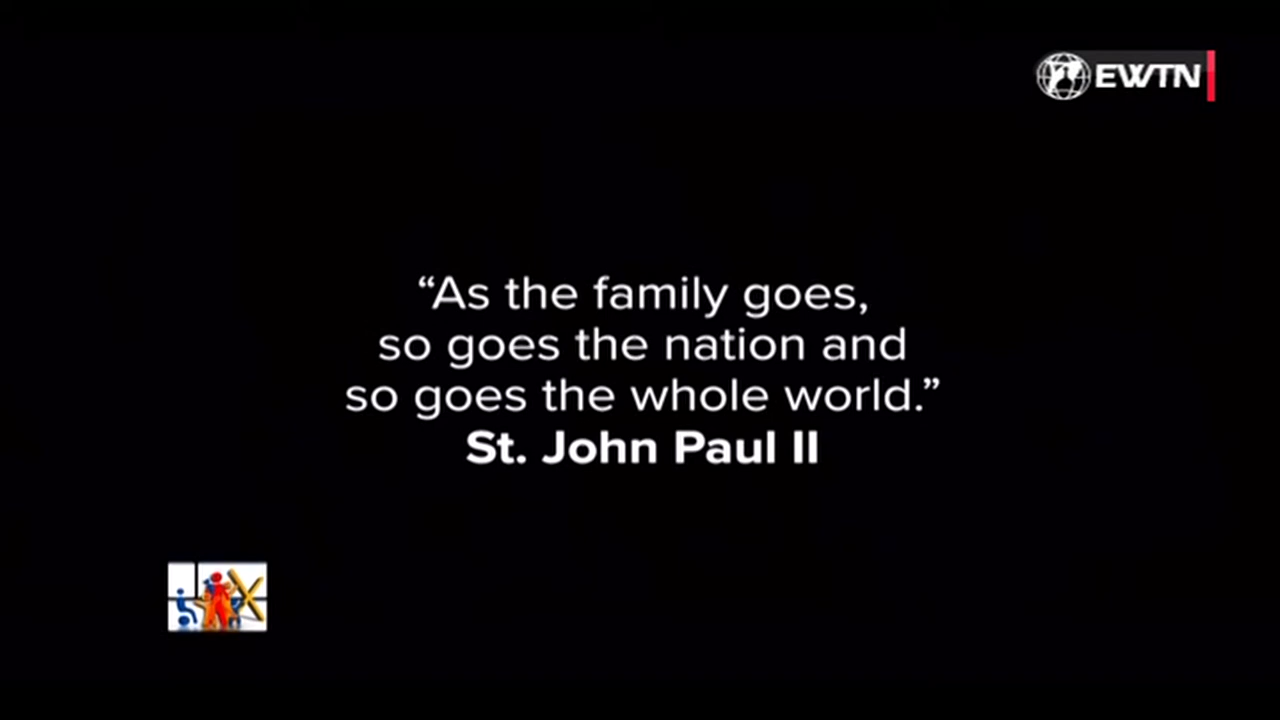 EWTN
“As the family goes,
so goes the nation and
so goes the whole world.”
St. John Paul II